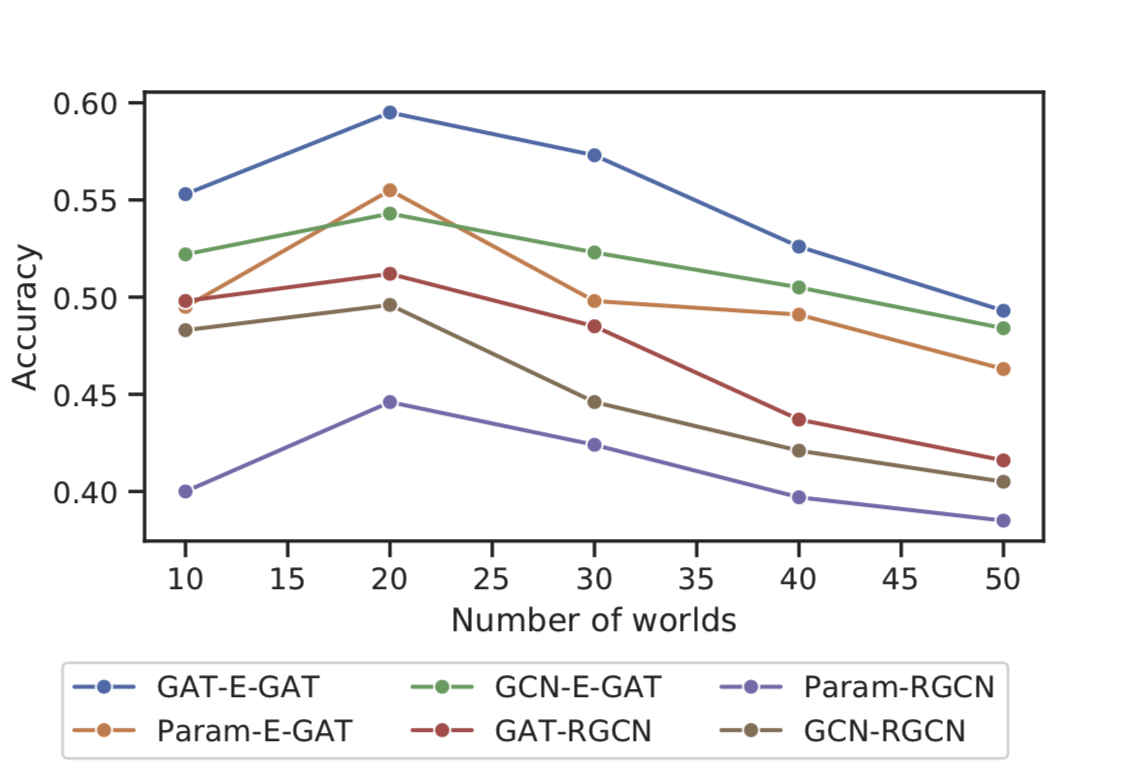 0.60
0.55
0.50
0.45
0.40
Accuracy
10 15 20 25 30 35 40 45 50
Number of worlds
GAT-E-GAT GCN-E-GAT Param-RGCN
Param-E-GAT GAT-RGCN GCN-RGCN